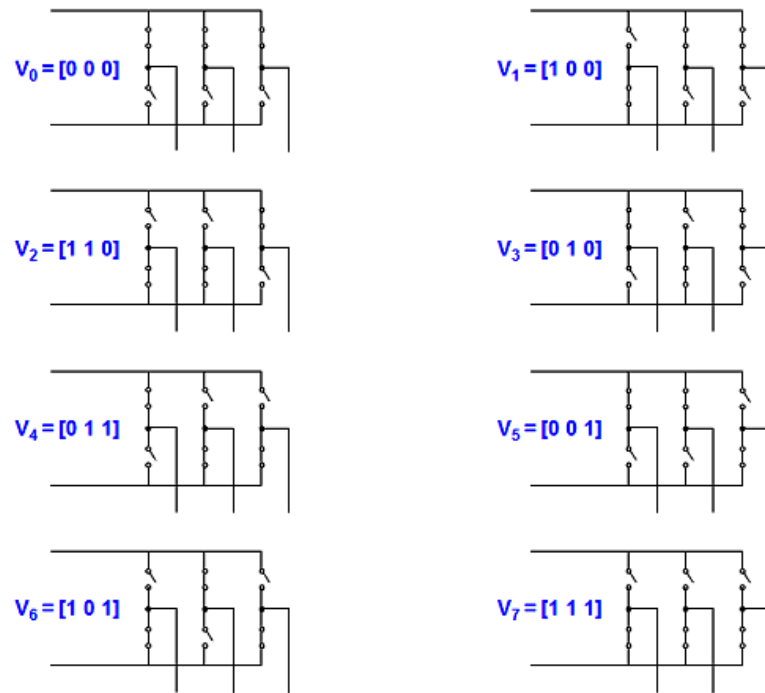 V0=[0 0 0]
V1=[1 0 0]
V2=[1 1 0]
V3=[0 1 0]
V4=[0 1 1]
V5=[0 0 1]
V6=[1 0 1]
V7=[1 1 1]